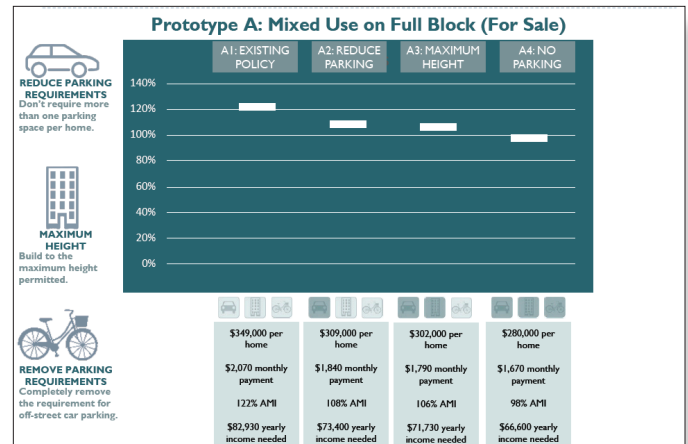 Prototype A: Mixed Use on Full Block (For Sale)
REDUCE PARKING
REQUIREMENTS
Don't require more
than one parking
space per home.
MAXIMUM
HEIGHT
Build to the
maximum height
permitted.
REMOVE PARKING
REQUIREMENTS
Completely remove
the requirement for
off-street car parking.
A1: EXISTING
POLICY
A2: REDUCE
PARKING
A3: MAXIMUM
HEIGHT
A4: NO
PARKING
140%
120%
100%
80%
60%
40%
20%
0%
$349,000 per
home
$2,070 monthly
payment
122% AMI
$82,930 yearly
income needed
$309,000 per
home
$1,840 monthly
payment
108% AMI
$73,400 yearly
income needed
$302,000 per
home
$1,790 monthly
payment
106% AMI
$71,730 yearly
income needed
$280,000 per
home
$1,670 monthly
payment
98% AMI
$66,600 yearly
income needed